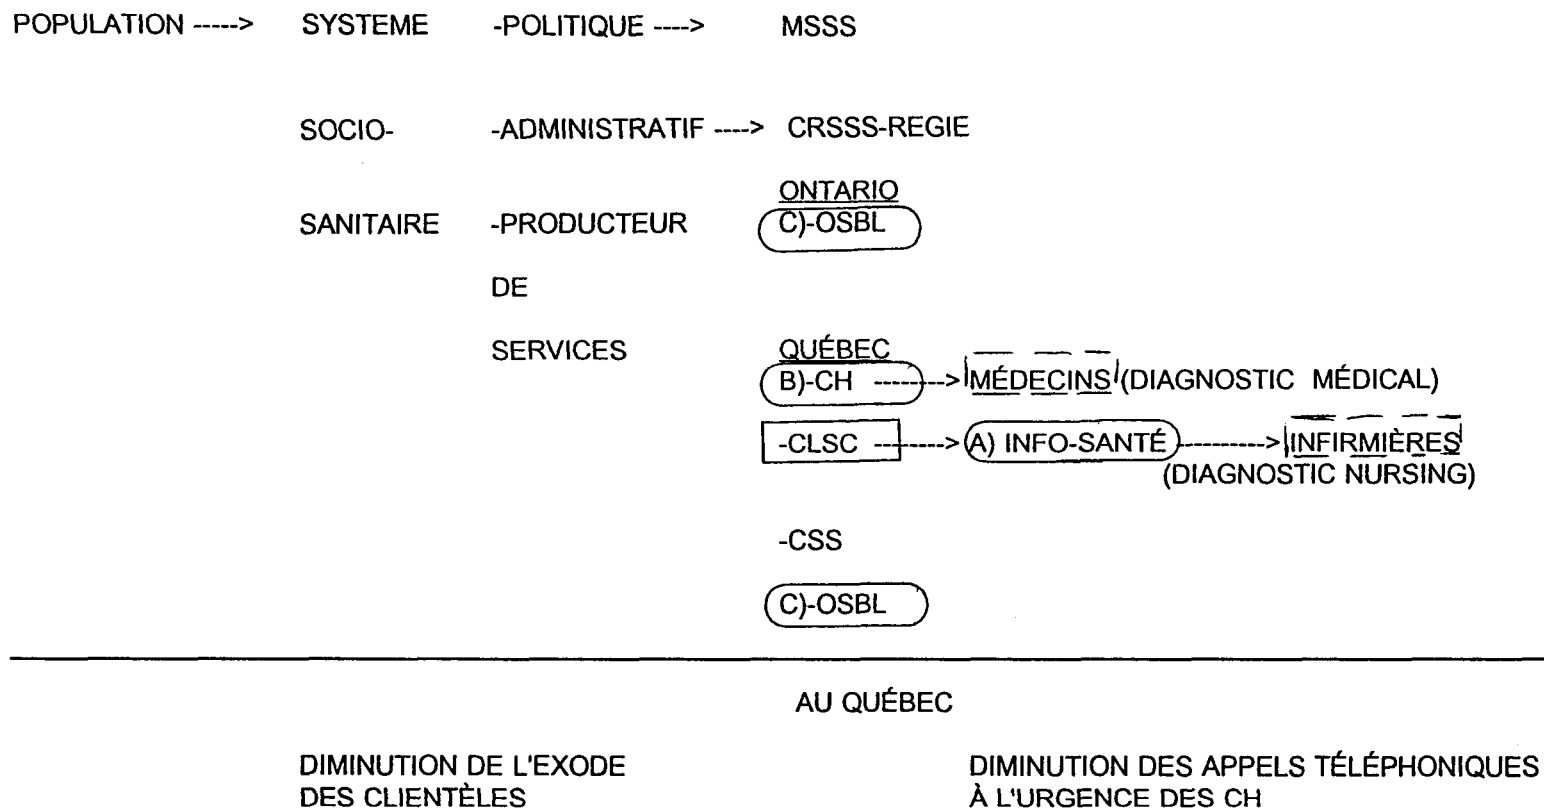 POPULATION -----> SYSTEME -POLITIQUE ----> MSSS
SOCIO- -ADMINISTRATIF ----> CRSSS-REGIE
ONTARIO
SANITAIRE -PRODUCTEUR C)-OSBL
DE
SERVICES QUÉBEC
B)-CH --------> MÉDECINS (DIAGNOSTIC MÉDICAL)
-CLSC --------> A) INFO-SANTÉ ----------> INFIRMIÈRES
(DIAGNOSTIC NURSING)
-CSS
C)-OSBL
AU QUÉBEC
DIMINUTION DE L'EXODE DIMINUTION DES APPELS TÉLÉPHONIQUES
DES CLIENTÈLES À L'URGENCE DES CH